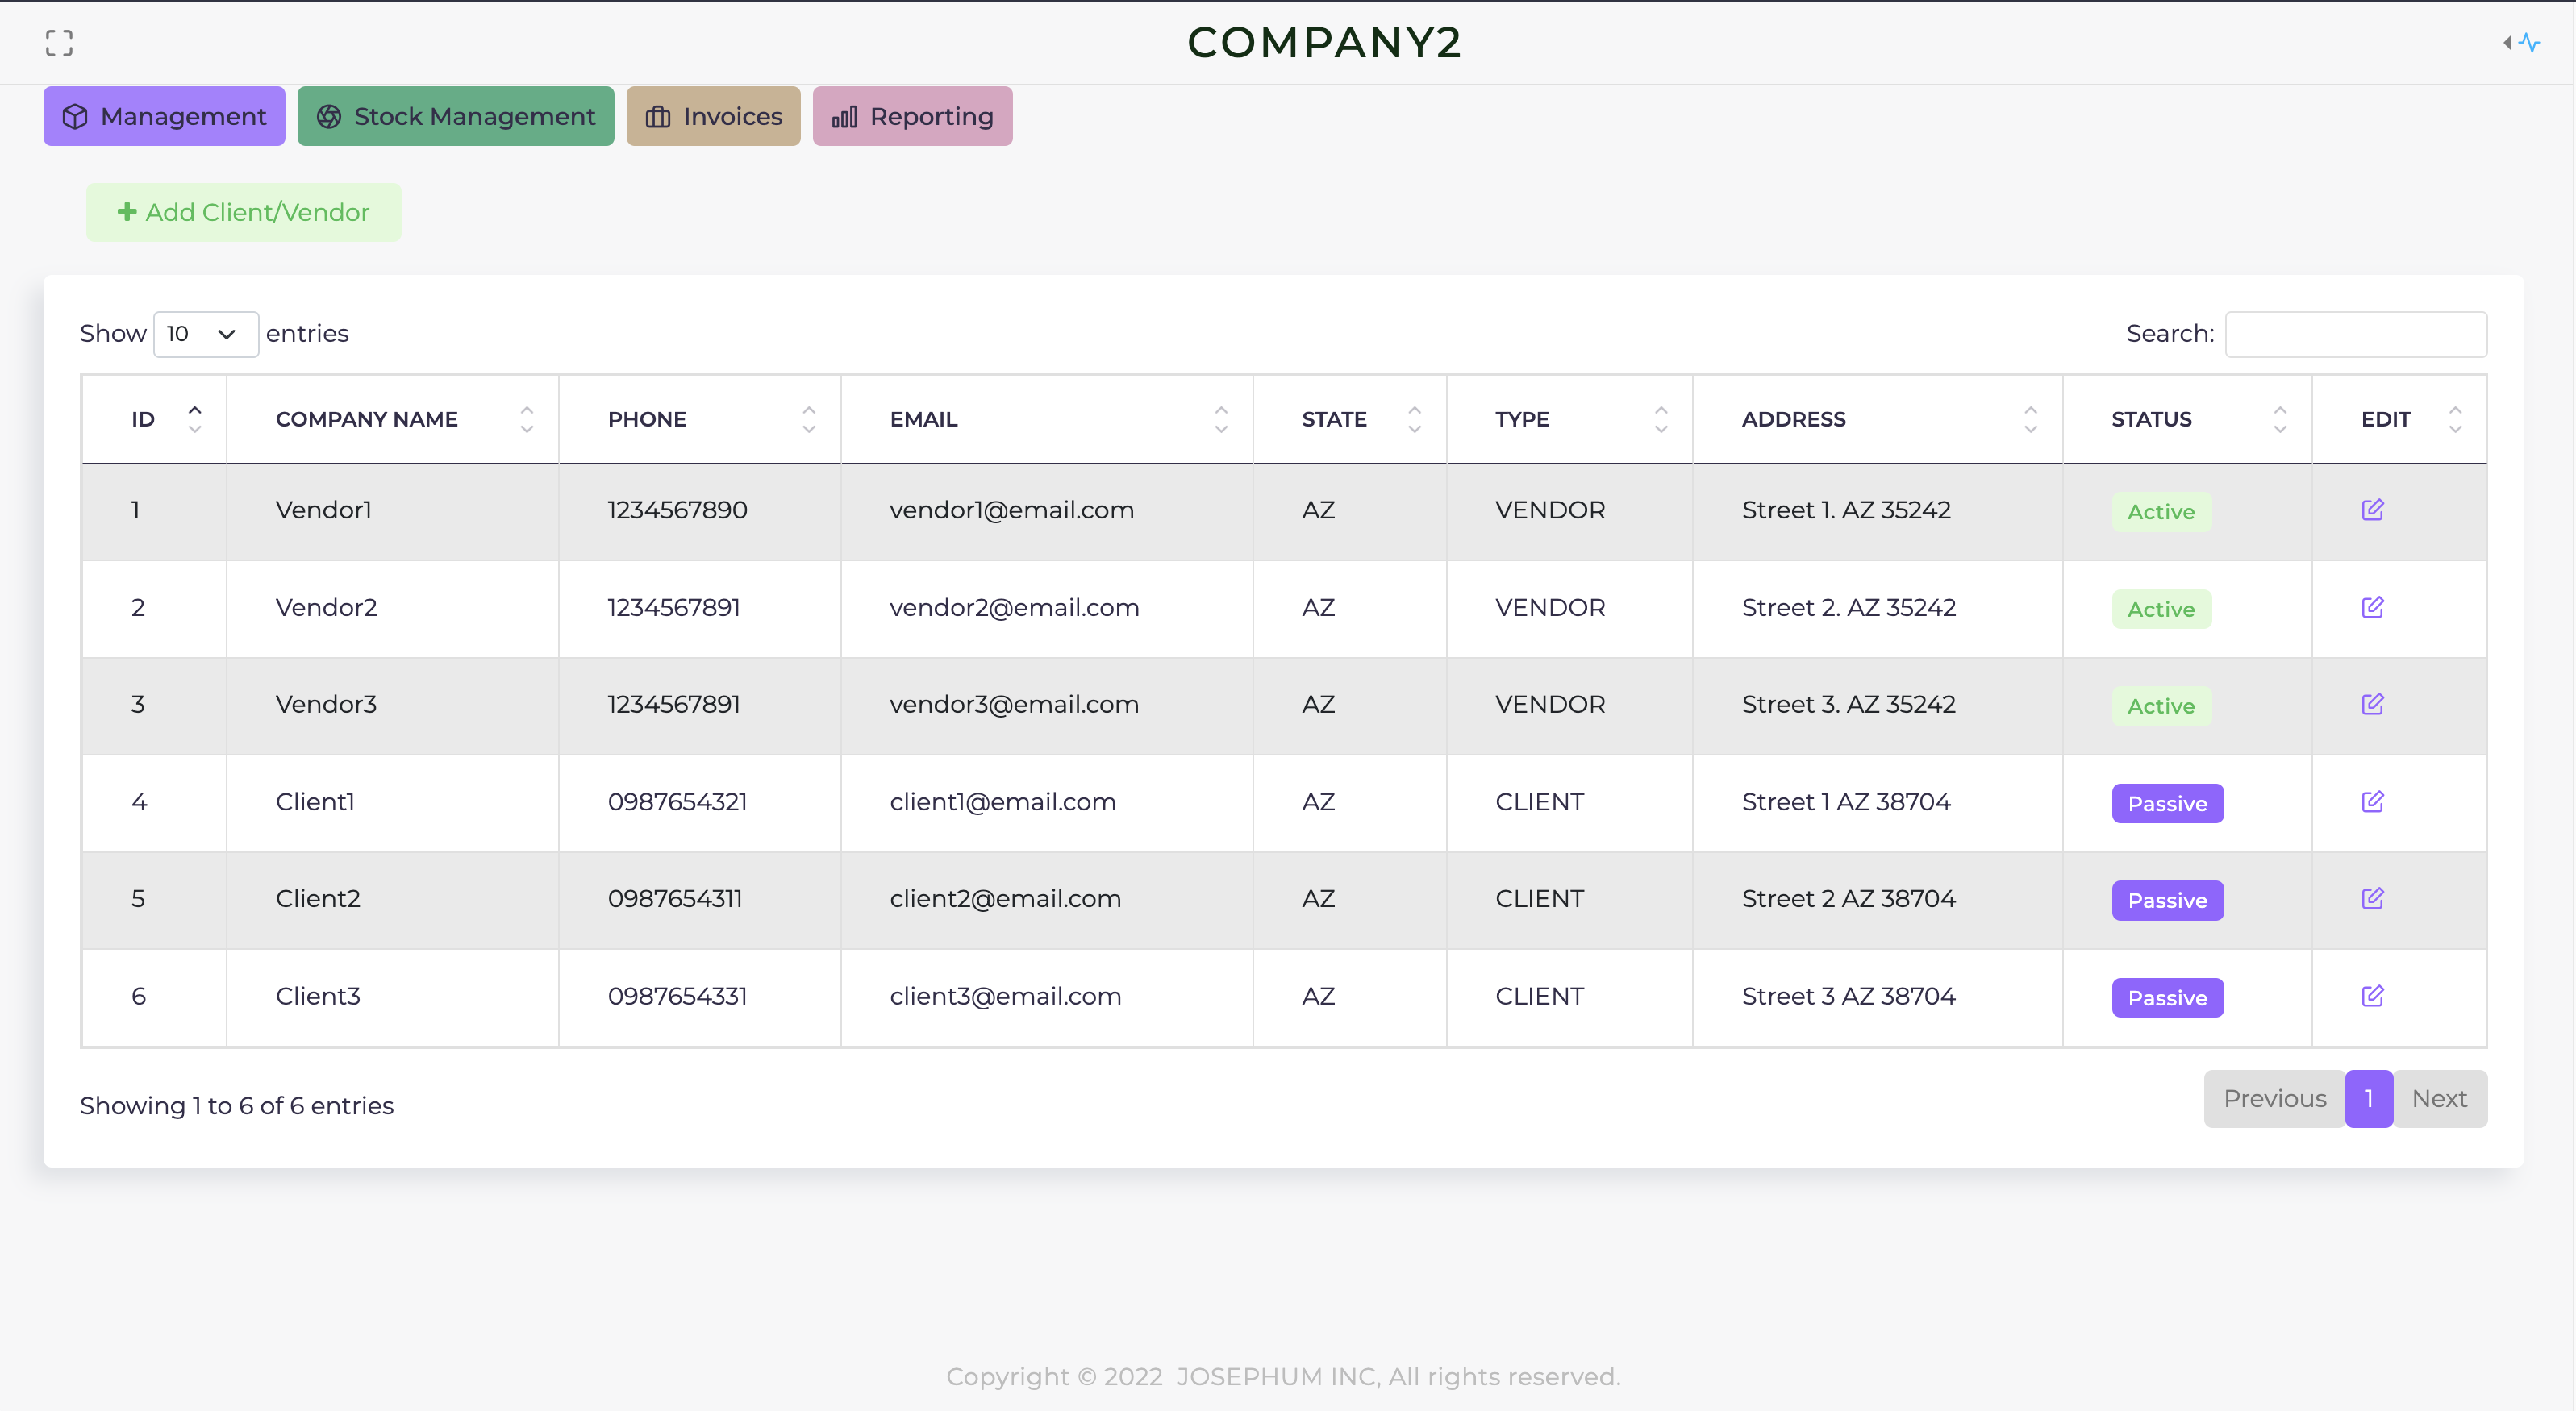 COMPANY2
Management Stock Management Invoices Reporting
Add Client/Vendor
Show 10 entries Search:
ID COMPANY NAME PHONE EMAIL STATE TYPE ADDRESS STATUS EDIT
1 Vendor1 1234567890 vendor1@email.com AZ VENDOR Street 1. AZ 35242 Active
2 Vendor2 1234567891 vendor2@email.com AZ VENDOR Street 2. AZ 35242 Active
3 Vendor3 1234567891 vendor3@email.com AZ VENDOR Street 3. AZ 35242 Active
4 Client1 0987654321 client1@email.com AZ CLIENT Street 1 AZ 38704 Passive
5 Client2 0987654311 client2@email.com AZ CLIENT Street 2 AZ 38704 Passive
6 Client3 0987654331 client3@email.com AZ CLIENT Street 3 AZ 38704 Passive
Showing 1 to 6 of 6 entries Previous 1 Next
Copyright © 2022 JOSEPHUM INC, All rights reserved.